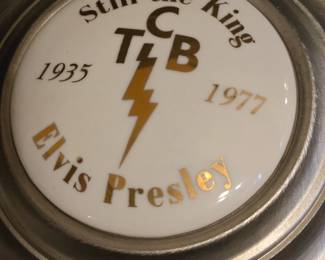 Still the King
TCB
1935
1977
Elvis Presley